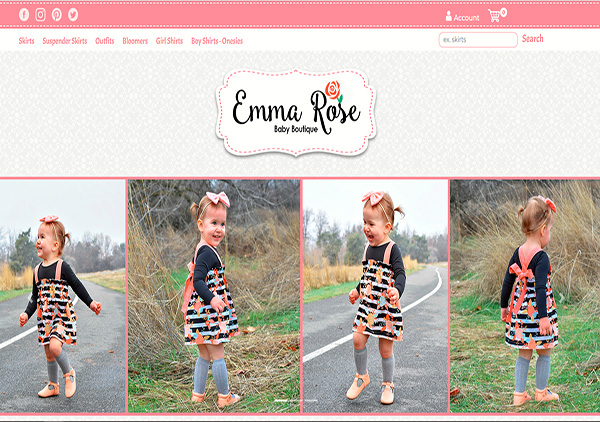 Account
0
Skirts Suspender Skirts Outfits Bloomers Girl Shirts Boy Shirts - Onesies
ex. skirts
Search
Emma Rose
Baby Boutique